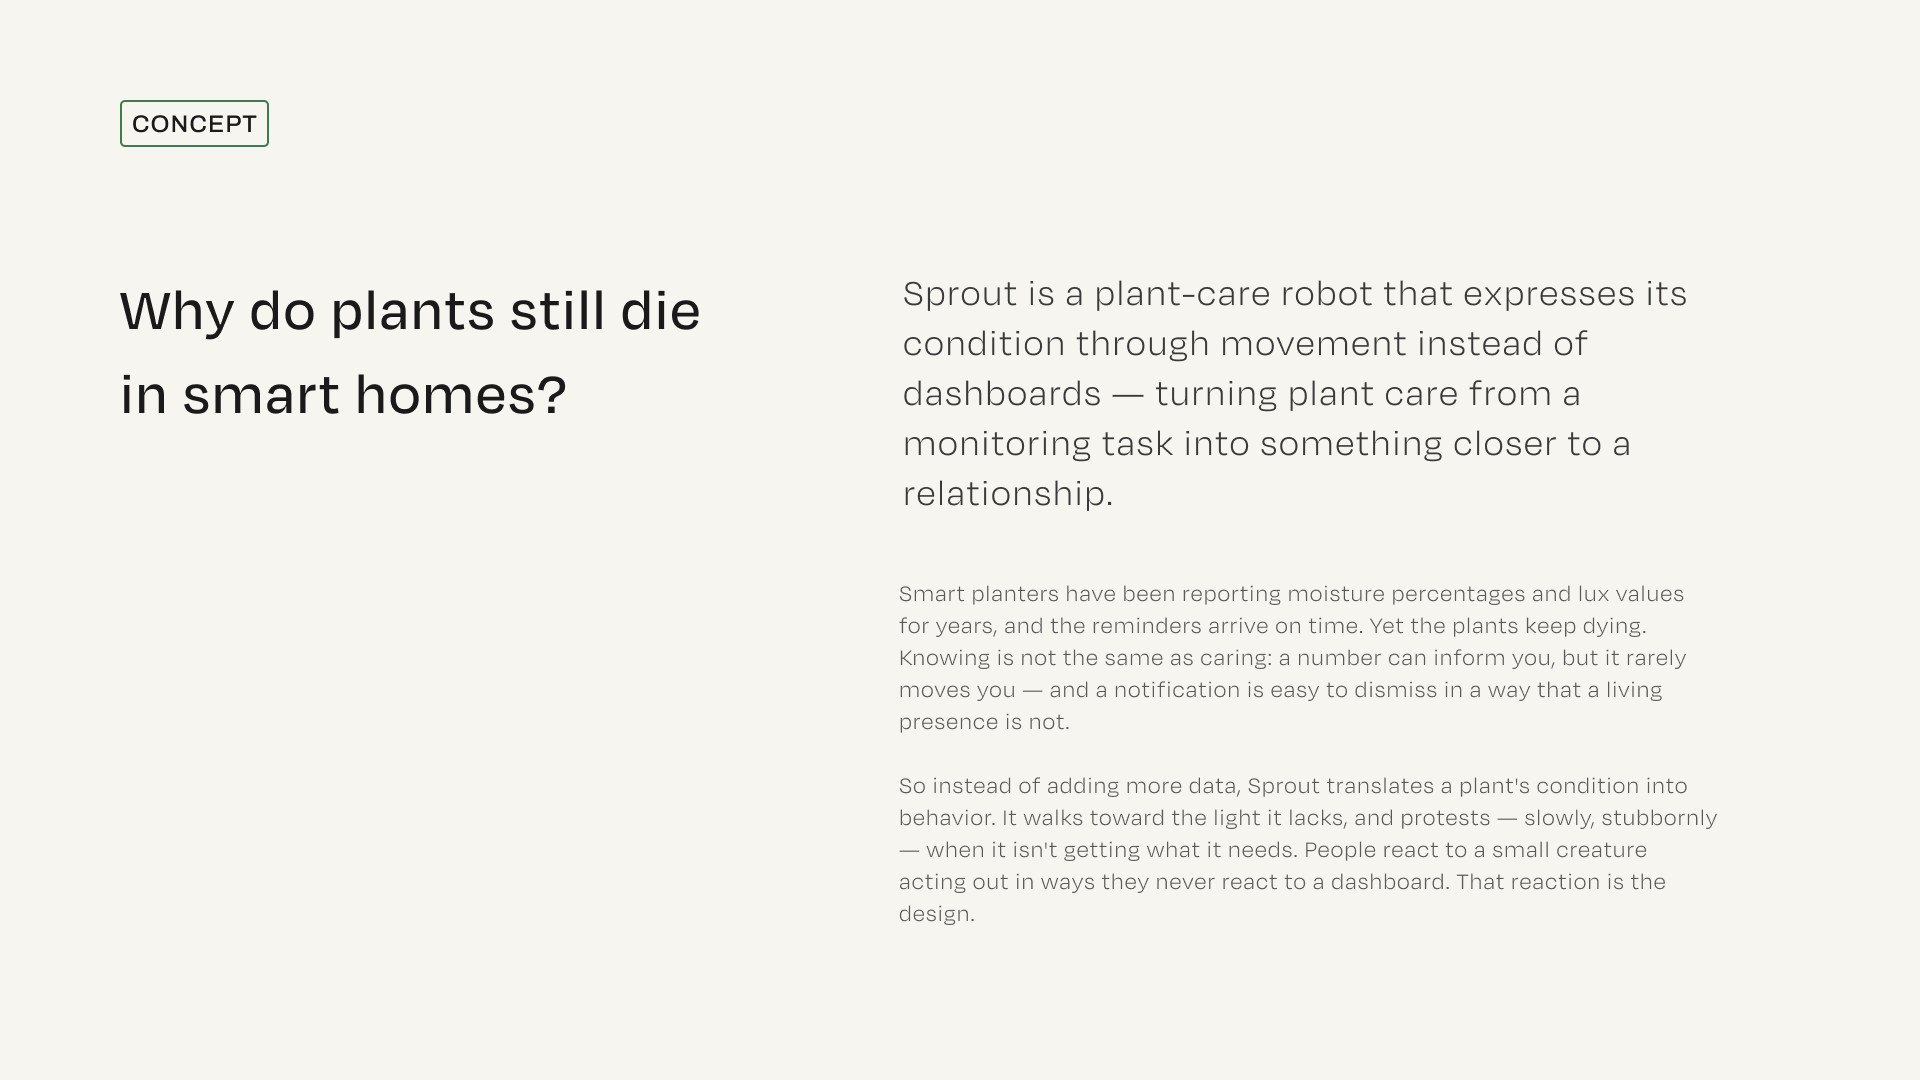 CONCEPT
Why do plants still die
in smart homes?
Sprout is a plant-care robot that expresses its
condition through movement instead of
dashboards — turning plant care from a
monitoring task into something closer to a
relationship.
Smart planters have been reporting moisture percentages and lux values
for years, and the reminders arrive on time. Yet the plants keep dying.
Knowing is not the same as caring: a number can inform you, but it rarely
moves you — and a notification is easy to dismiss in a way that a living
presence is not.
So instead of adding more data, Sprout translates a plant's condition into
behavior. It walks toward the light it lacks, and protests — slowly, stubbornly
— when it isn't getting what it needs. People react to a small creature
acting out in ways they never react to a dashboard. That reaction is the
design.